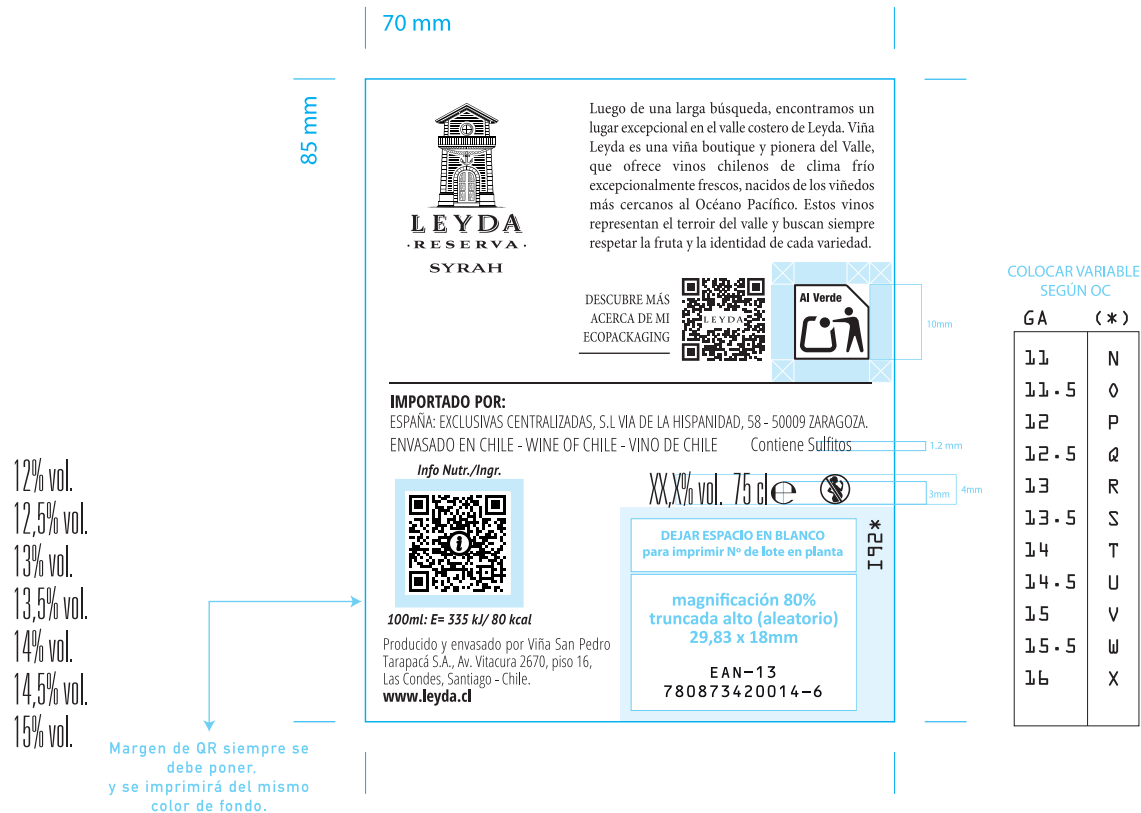 70 mm
85 mm
LEYDA
·RESERVA·
SYRAH
Luego de una larga búsqueda, encontramos un
lugar excepcional en el valle costero de Leyda. Viña
Leyda es una viña boutique y pionera del Valle,
que ofrece vinos chilenos de clima frío
excepcionalmente frescos, nacidos de los viñedos
más cercanos al Océano Pacífico. Estos vinos
representan el terroir del valle y buscan siempre
respetar la fruta y la identidad de cada variedad.
DESCUBRE MÁS
ACERCA DE MI
ECOPACKAGING
LEYDA
Al Verde
10mm
IMPORTADO POR:
ESPAÑA: EXCLUSIVAS CENTRALIZADAS, S.L VIA DE LA HISPANIDAD, 58 - 50009 ZARAGOZA.
ENVASADO EN CHILE - WINE OF CHILE - VINO DE CHILE Contiene Sulfitos
1.2 mm
Info Nutr./Ingr.
i
100ml: E= 335 kJ/ 80 kcal
Producido y envasado por Viña San Pedro
Tarapacá S.A., Av. Vitacura 2670, piso 16,
Las Condes, Santiago - Chile.
www.leyda.cl
XX,X% vol. 75 cl e
3mm 4mm
DEJAR ESPACIO EN BLANCO
para imprimir Nº de lote en planta
*291
magnificación 80%
truncada alto (aleatorio)
29,83 x 18mm
EAN-13
780873420014-6
12% vol.
12,5% vol.
13% vol.
13,5% vol.
14% vol.
14,5% vol.
15% vol.
Margen de QR siempre se
debe poner,
y se imprimirá del mismo
color de fondo.
COLOCAR VARIABLE
SEGÚN OC
GA (*)
11 N
11.5 O
12 P
12.5 Q
13 R
13.5 S
14 T
14.5 U
15 V
15.5 W
16 X